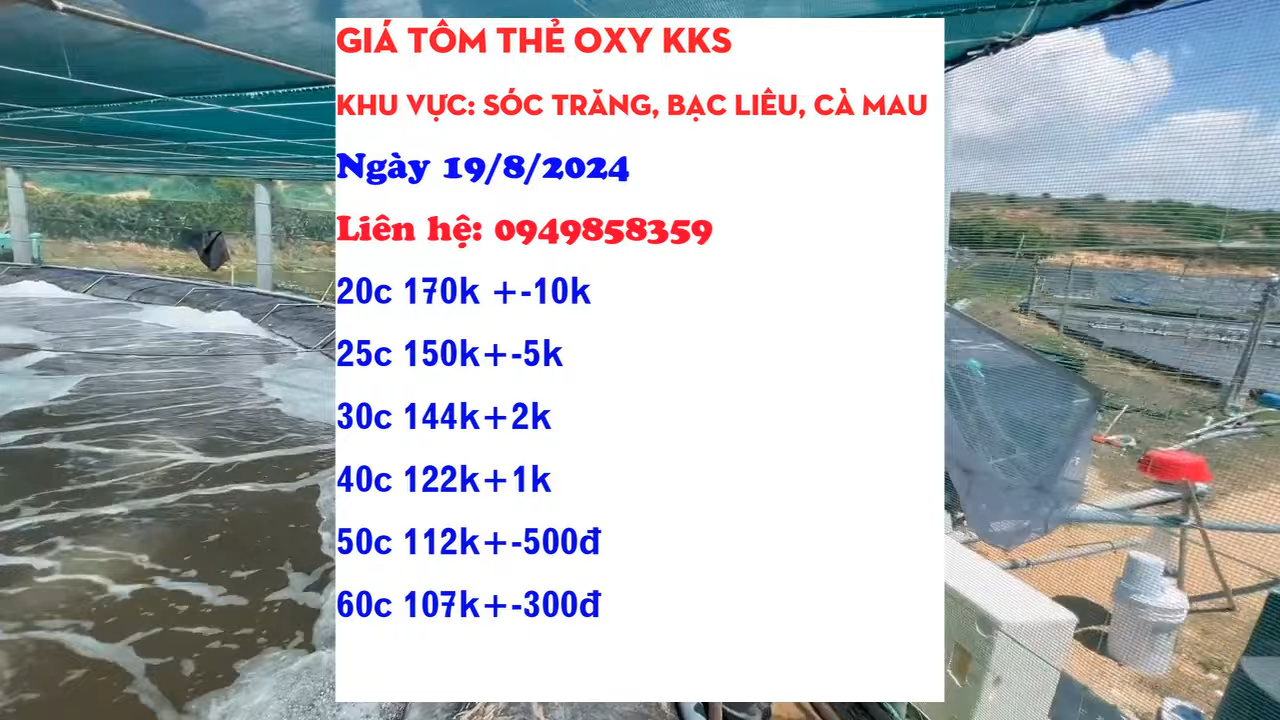 GIÁ TÔM THẺ OXY KKS
KHU VỰC: SÓC TRĂNG, BẠC LIÊU, CÀ MAU
Ngày 19/8/2024
Liên hệ: 0949858359
20c 170k +-10k
25c 150k+-5k
30c 144k+2k
40c 122k+1k
50c 112k+-500đ
60c 107k+-300đ